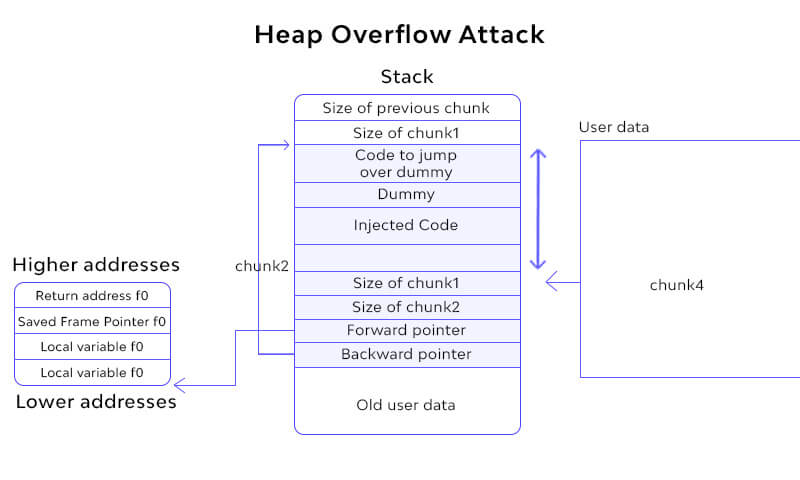 Heap Overflow Attack
Stack
Size of previous chunk
Size of chunk1
Code to jump
over dummy
Dummy
Injected Code
Size of chunk1
Size of chunk2
Forward pointer
Backward pointer
Old user data
chunk2
Higher addresses
Return address f0
Saved Frame Pointer f0
Local variable f0
Local variable f0
Lower addresses
User data
chunk4